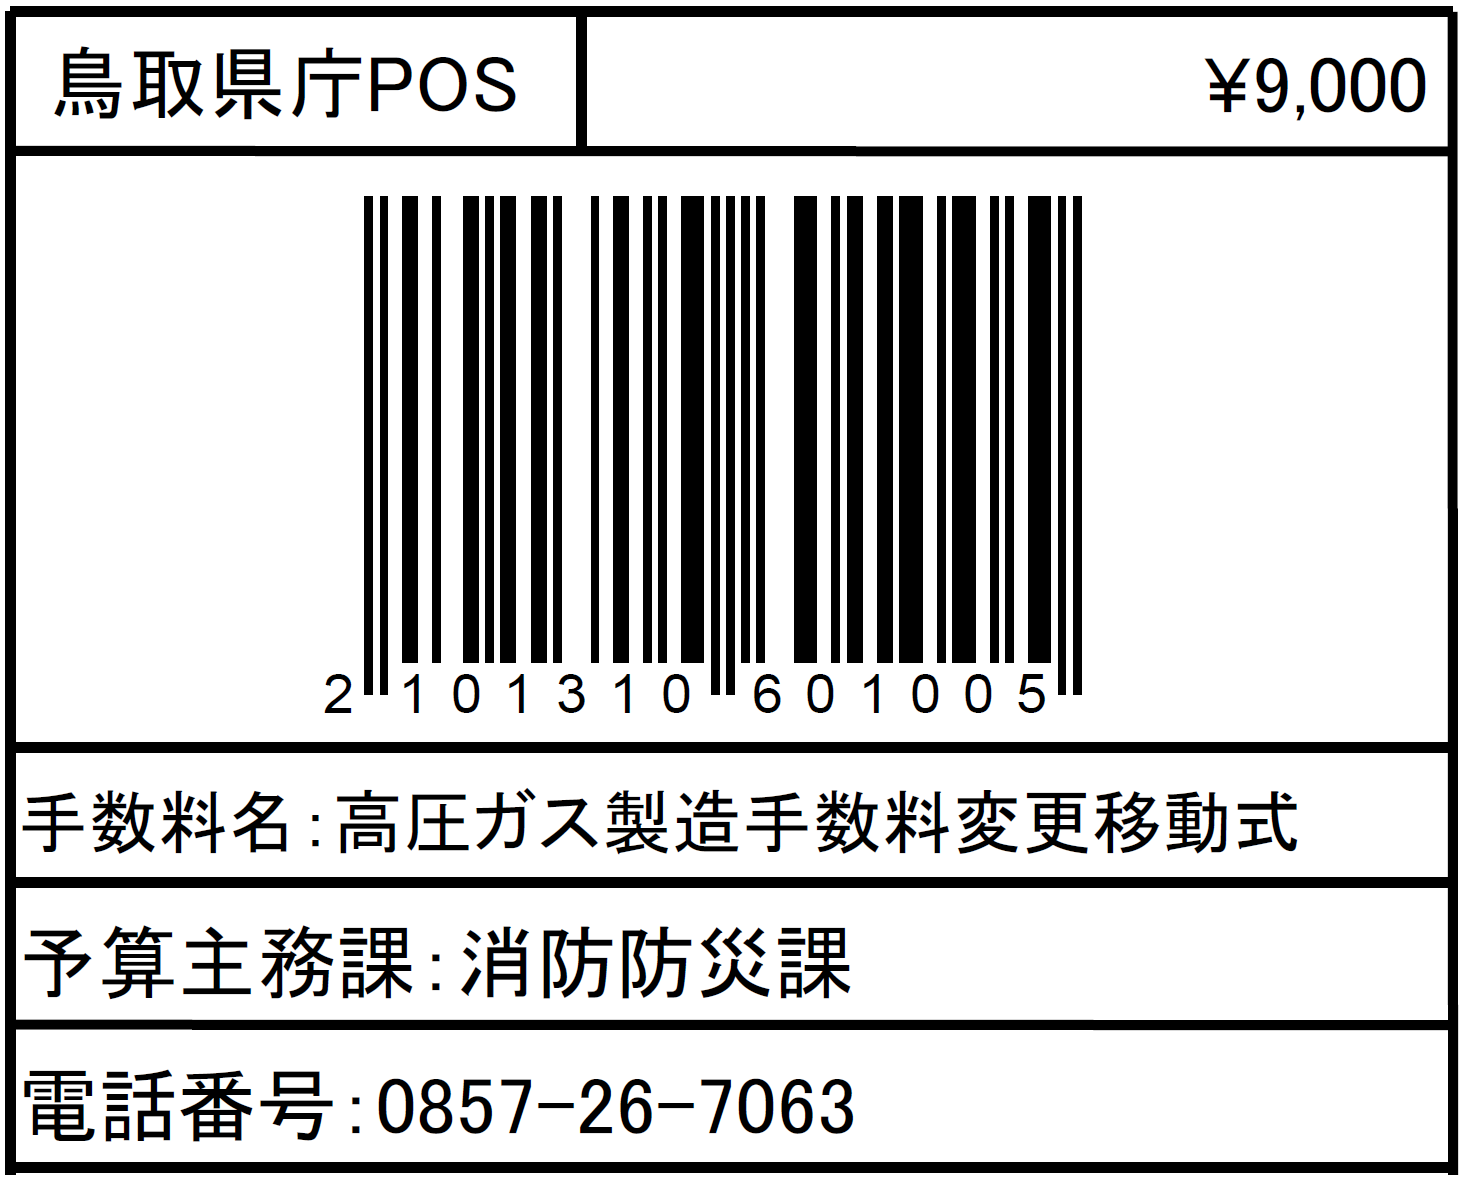 鳥取県庁POS
¥9,000
2 101310 601005
手数料名:高圧ガス製造手数料変更移動式
予算主務課:消防防災課
電話番号:0857-26-7063